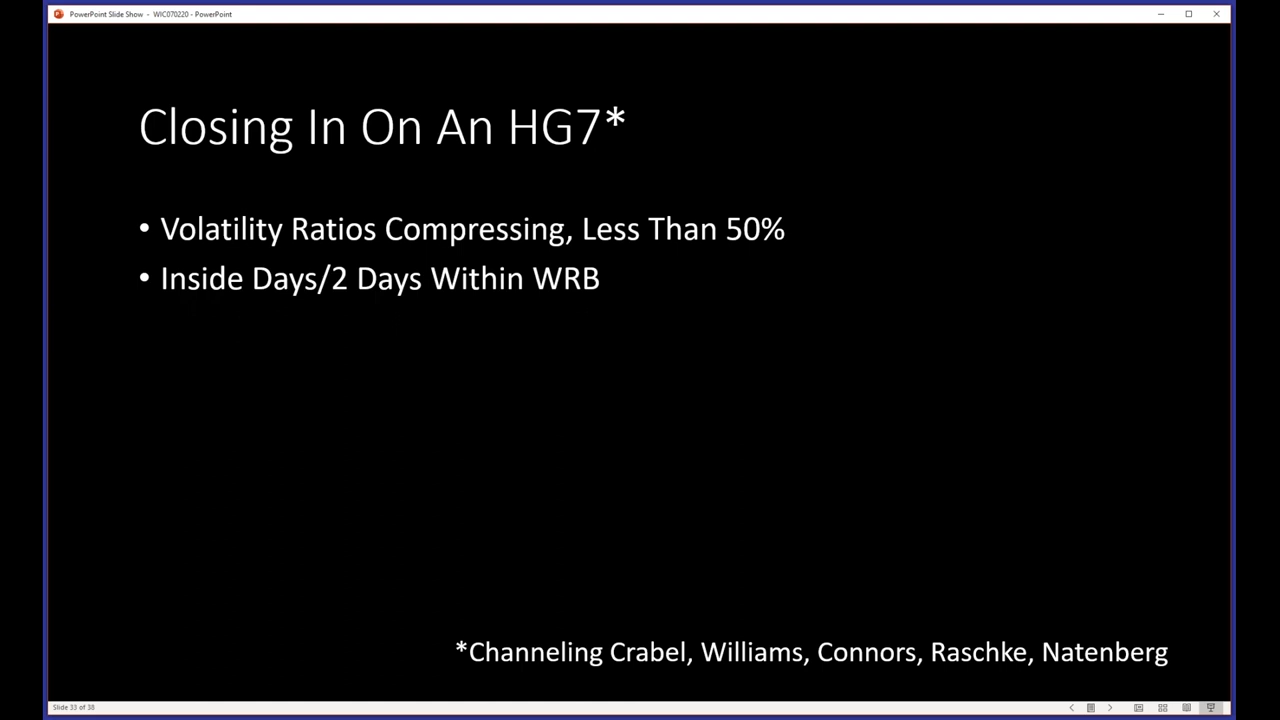 PowerPoint Slide Show - WIC070220 - PowerPoint
Closing In On An HG7*
• Volatility Ratios Compressing, Less Than 50%
• Inside Days/2 Days Within WRB
*Channeling Crabel, Williams, Connors, Raschke, Natenberg
Slide 33 of 38